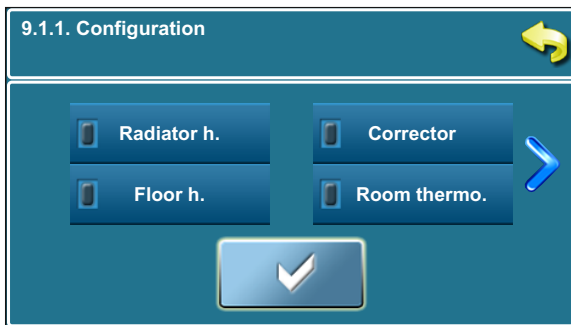 9.1.1. Configuration
Radiator h.
Corrector
Floor h.
Room thermo.